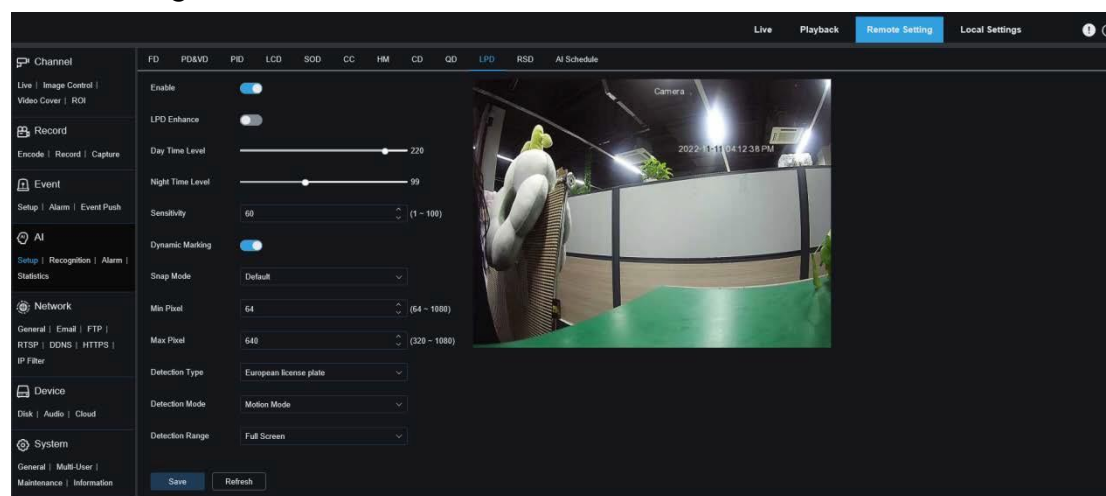 Live Playback Remote Setting Local Settings
Channel
Live | Image Control |
Video Cover | ROI
Record
Encode | Record | Capture
Event
Setup | Alarm | Event Push
AI
Setup | Recognition | Alarm |
Statistics
Network
General | Email | FTP |
RTSP | DDNS | HTTPS |
IP Filter
Device
Disk | Audio | Cloud
System
General | Multi-User |
Maintenance | Information
FD PD&VD PID LCD SOD CC HM CD QD LPD RSD AI Schedule
Enable
LPD Enhance
Day Time Level 220
Night Time Level 99
Sensitivity 60 (1 ~ 100)
Dynamic Marking
Snap Mode Default
Min Pixel 64 (64 ~ 1080)
Max Pixel 640 (320 ~ 1080)
Detection Type European license plate
Detection Mode Motion Mode
Detection Range Full Screen
Save Refresh
Camera
2022-11-11 04:12:38 PM